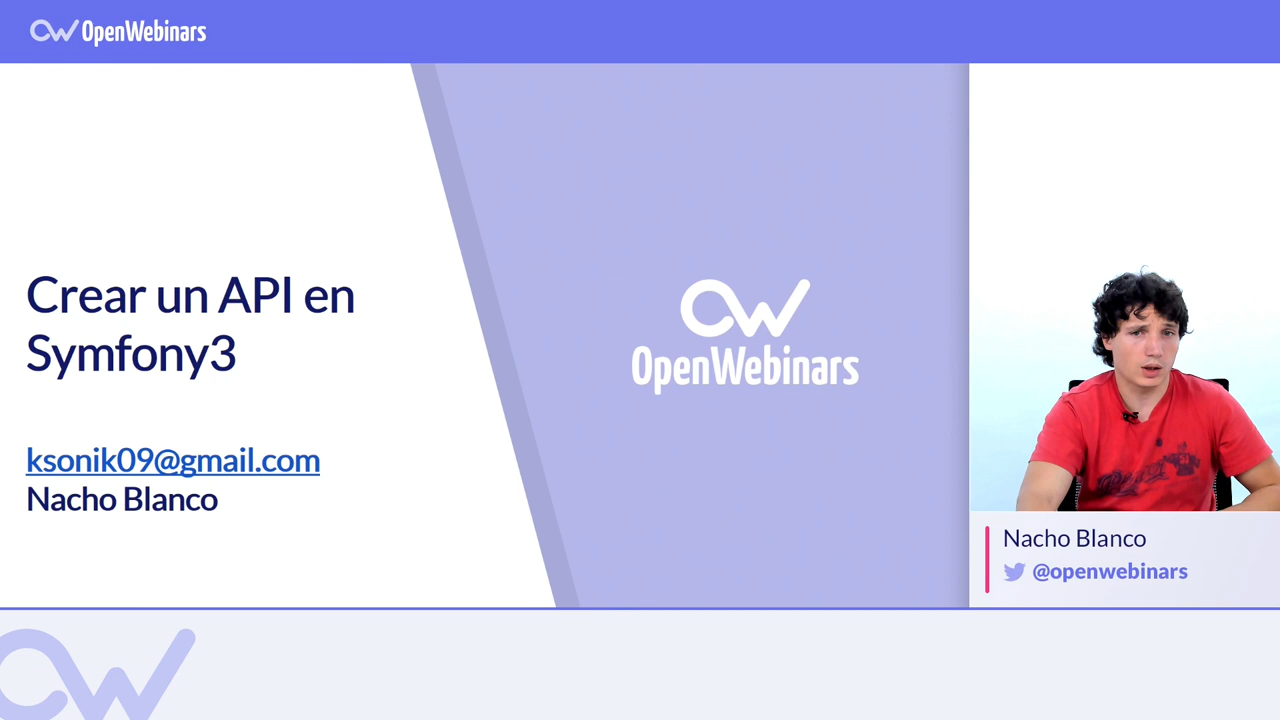 OpenWebinars
Crear un API en
Symfony3
ksonik09@gmail.com
Nacho Blanco
OpenWebinars
Nacho Blanco
@openwebinars